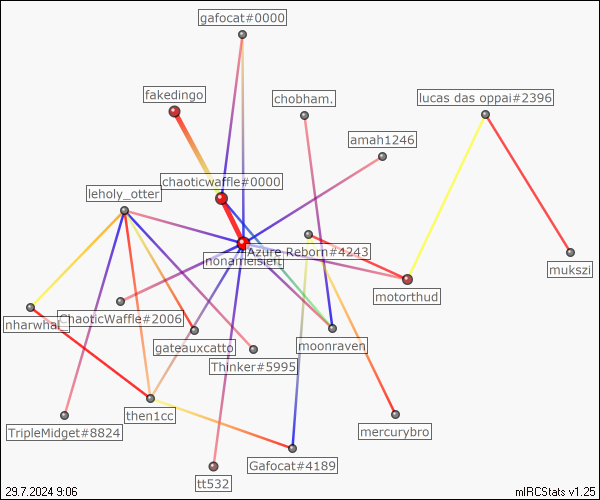 gafocat#0000
fakedingo
chobham.
lucas das oppai#2396
amah1246
chaoticwaffle#0000
leholy_otter
Azure Reborn#4243
nonameisleft
mukszi
motorthud
ChaoticWaffle#2006
nharwhal_
moonraven
gateauxcatto
Thinker#5995
then1cc
mercurybro
TripleMidget#8824
Gafocat#4189
tt532
29.7.2024 9:06
mIRCStats v1.25